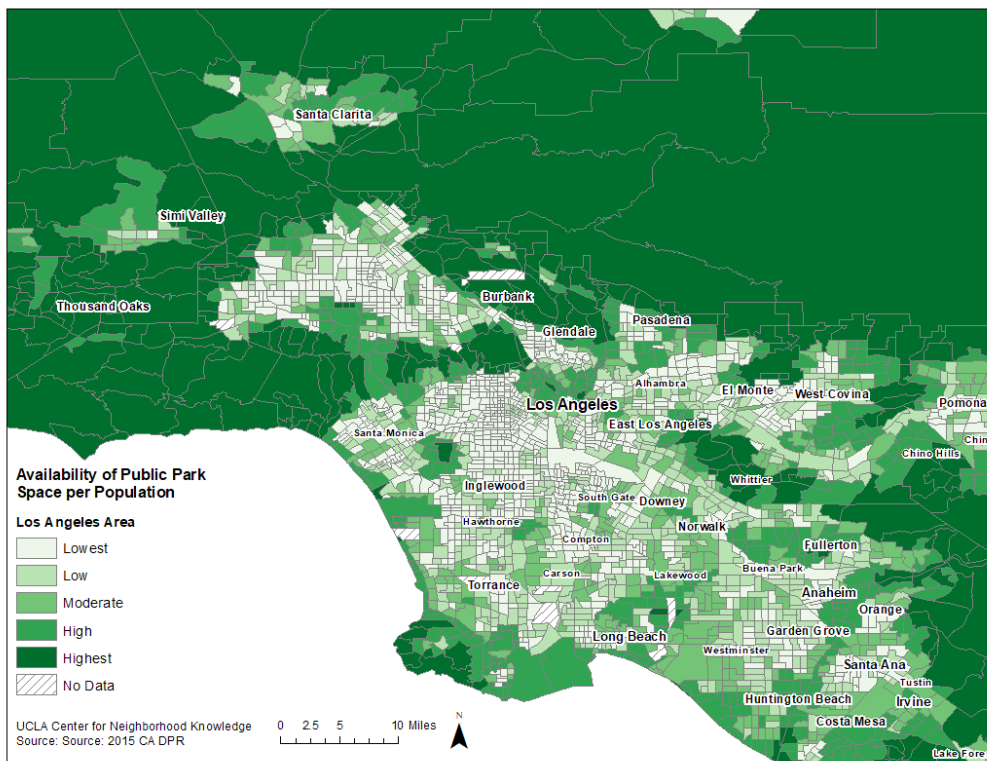 Santa Clarita
Simi Valley
Thousand Oaks
Burbank
Glendale
Pasadena
Alhambra
El Monte
West Covina
Pomona
Los Angeles
East Los Angeles
Santa Monica
Chino Hills
Whittier
Inglewood
South Gate
Downey
Hawthorne
Norwalk
Compton
Fullerton
Buena Park
Carson
Lakewood
Torrance
Anaheim
Orange
Long Beach
Garden Grove
Westminster
Santa Ana
Tustin
Huntington Beach
Irvine
Costa Mesa
Lake Fore
Availability of Public Park
Space per Population
Los Angeles Area
Lowest
Low
Moderate
High
Highest
No Data
UCLA Center for Neighborhood Knowledge
Source: Source: 2015 CA DPR
0 2.5 5 10 Miles
N